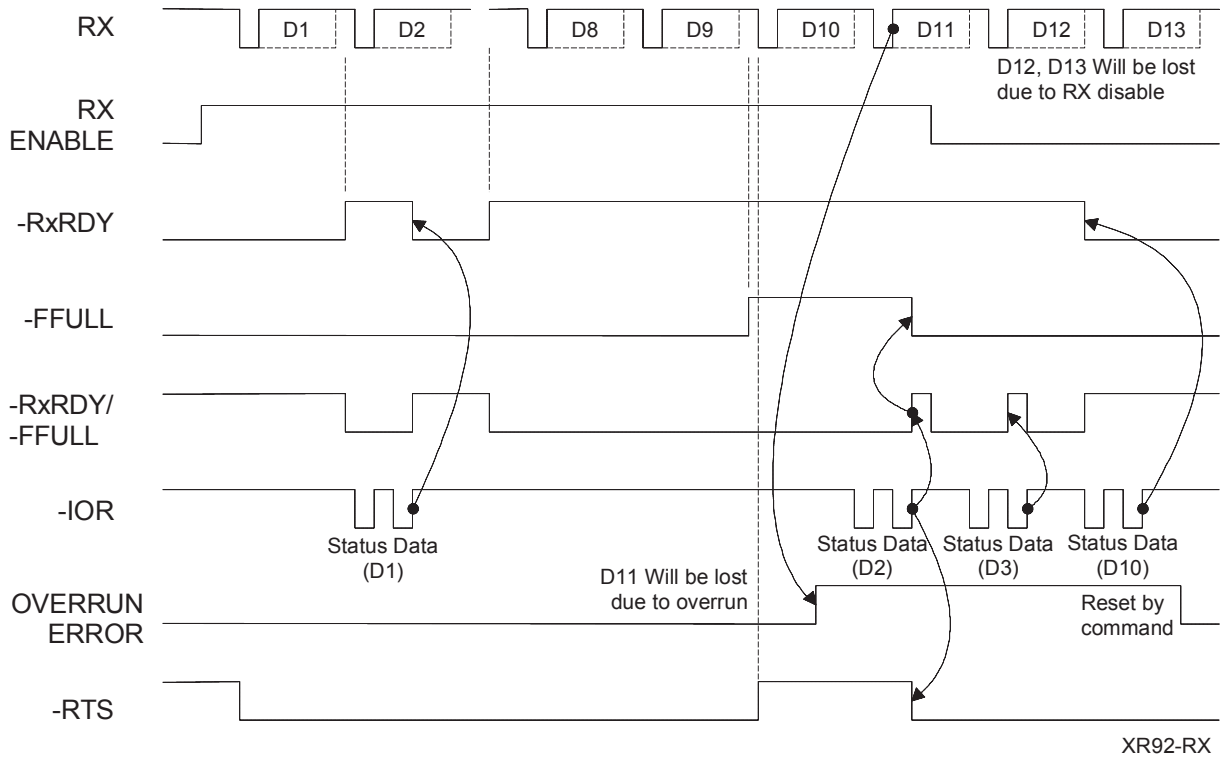 RX
D1
D2
D8
D9
D10
D11
D12
D13
D12, D13 Will be lost
due to RX disable
RX
ENABLE
-RxRDY
-FFULL
-RxRDY/
-FFULL
-IOR
Status Data
(D1)
Status Data
(D2)
Status Data
(D3)
Status Data
(D10)
D11 Will be lost
due to overrun
OVERRUN
ERROR
Reset by
command
-RTS
XR92-RX